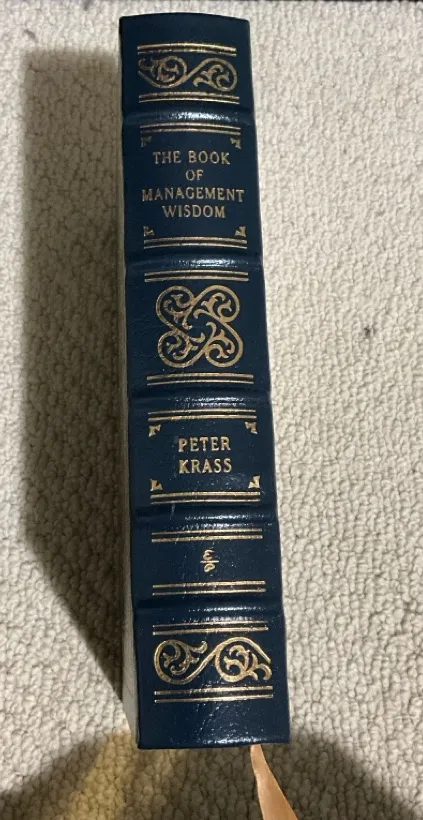 THE BOOK
OF
MANAGEMENT
WISDOM
PETER
KRASS